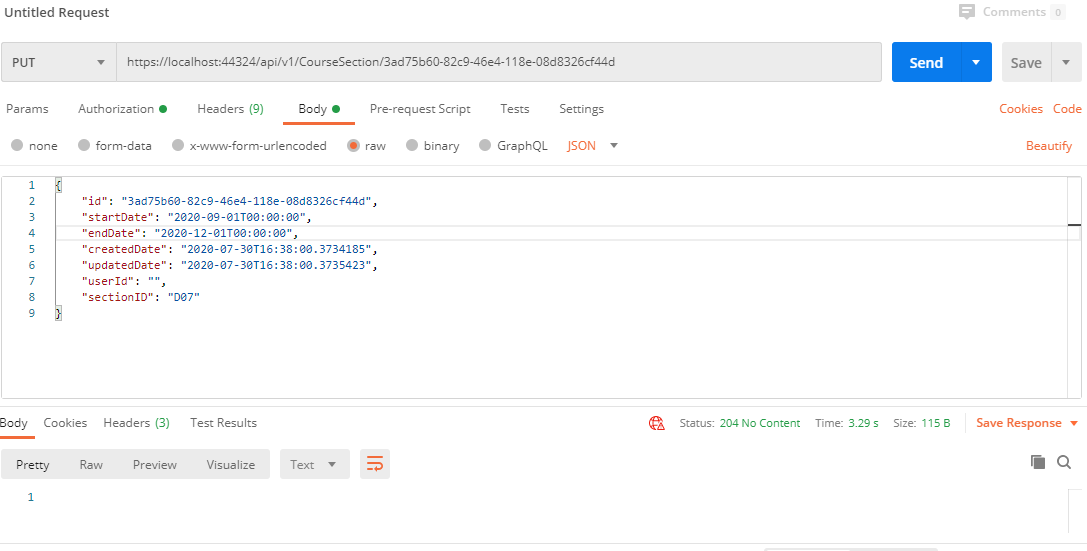 Untitled Request Comments 0
PUT https://localhost:44324/api/v1/CourseSection/3ad75b60-82c9-46e4-118e-08d8326cf44d Send Save
Params Authorization Headers (9) Body Pre-request Script Tests Settings Cookies Code
none form-data x-www-form-urlencoded raw binary GraphQL JSON Beautify
1 {
2 "id": "3ad75b60-82c9-46e4-118e-08d8326cf44d",
3 "startDate": "2020-09-01T00:00:00",
4 "endDate": "2020-12-01T00:00:00",
5 "createdDate": "2020-07-30T16:38:00.3734185",
6 "updatedDate": "2020-07-30T16:38:00.3735423",
7 "userId": "",
8 "sectionID": "D07"
9 }
Body Cookies Headers (3) Test Results Status: 204 No Content Time: 3.29 s Size: 115 B Save Response
Pretty Raw Preview Visualize Text
1